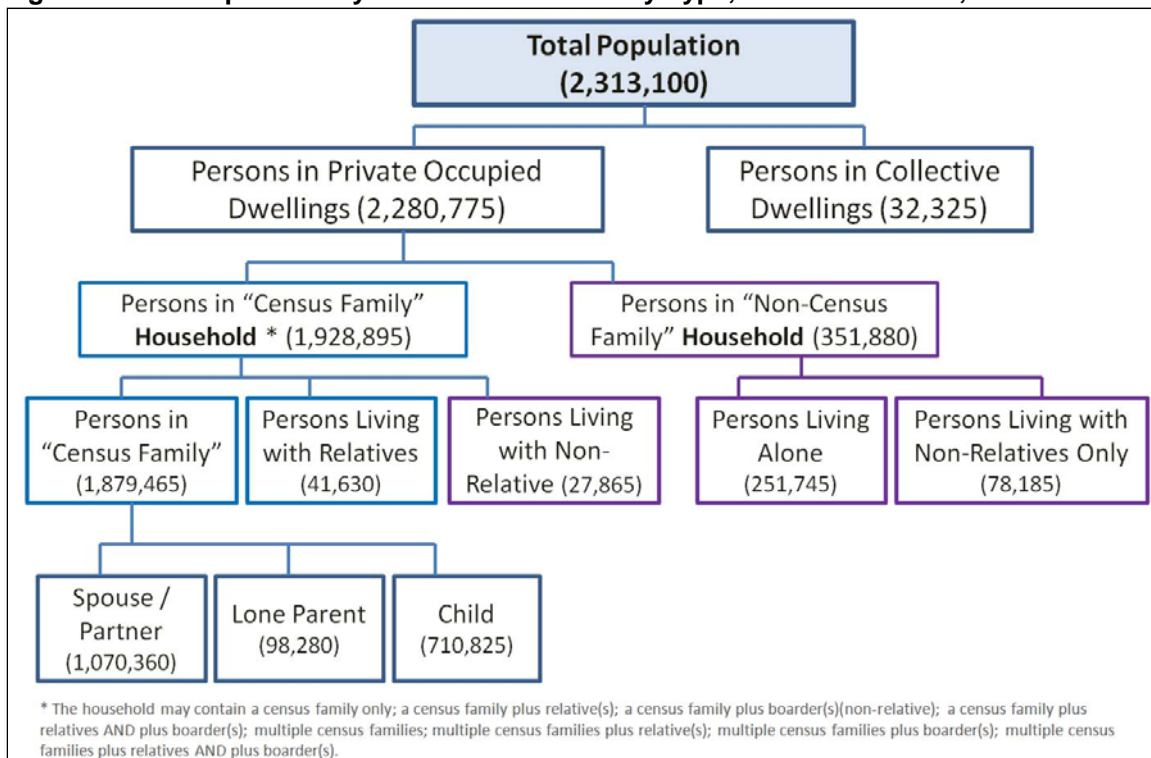 Total Population
(2,313,100)
Persons in Private Occupied
Dwellings (2,280,775)
Persons in Collective
Dwellings (32,325)
Persons in “Census Family”
Household * (1,928,895)
Persons in “Non-Census
Family” Household (351,880)
Persons in
“Census Family”
(1,879,465)
Persons Living
with Relatives
(41,630)
Persons Living
with Non-
Relative (27,865)
Persons Living
Alone
(251,745)
Persons Living with
Non-Relatives Only
(78,185)
Spouse /
Partner
(1,070,360)
Lone Parent
(98,280)
Child
(710,825)
* The household may contain a census family only; a census family plus relative(s); a census family plus boarder(s)(non-relative); a census family plus
relatives AND plus boarder(s); multiple census families; multiple census families plus relative(s); multiple census families plus boarder(s); multiple census
families plus relatives AND plus boarder(s).